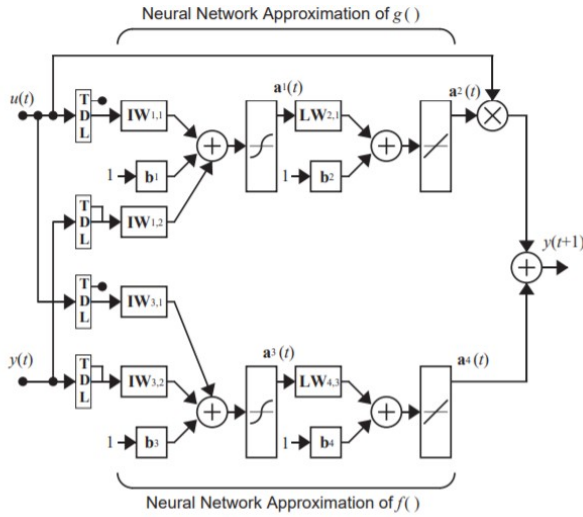 Neural Network Approximation of g()
a¹(t)
a²(t)
u(t)
T
D
L
IW1,1
LW2,1
1
b1
1
b2
T
D
L
IW1,2
y(t+1)
T
D
L
IW3,1
a³(t)
a⁴(t)
y(t)
T
D
L
IW3,2
LW4,3
1
b3
1
b4
Neural Network Approximation of f()